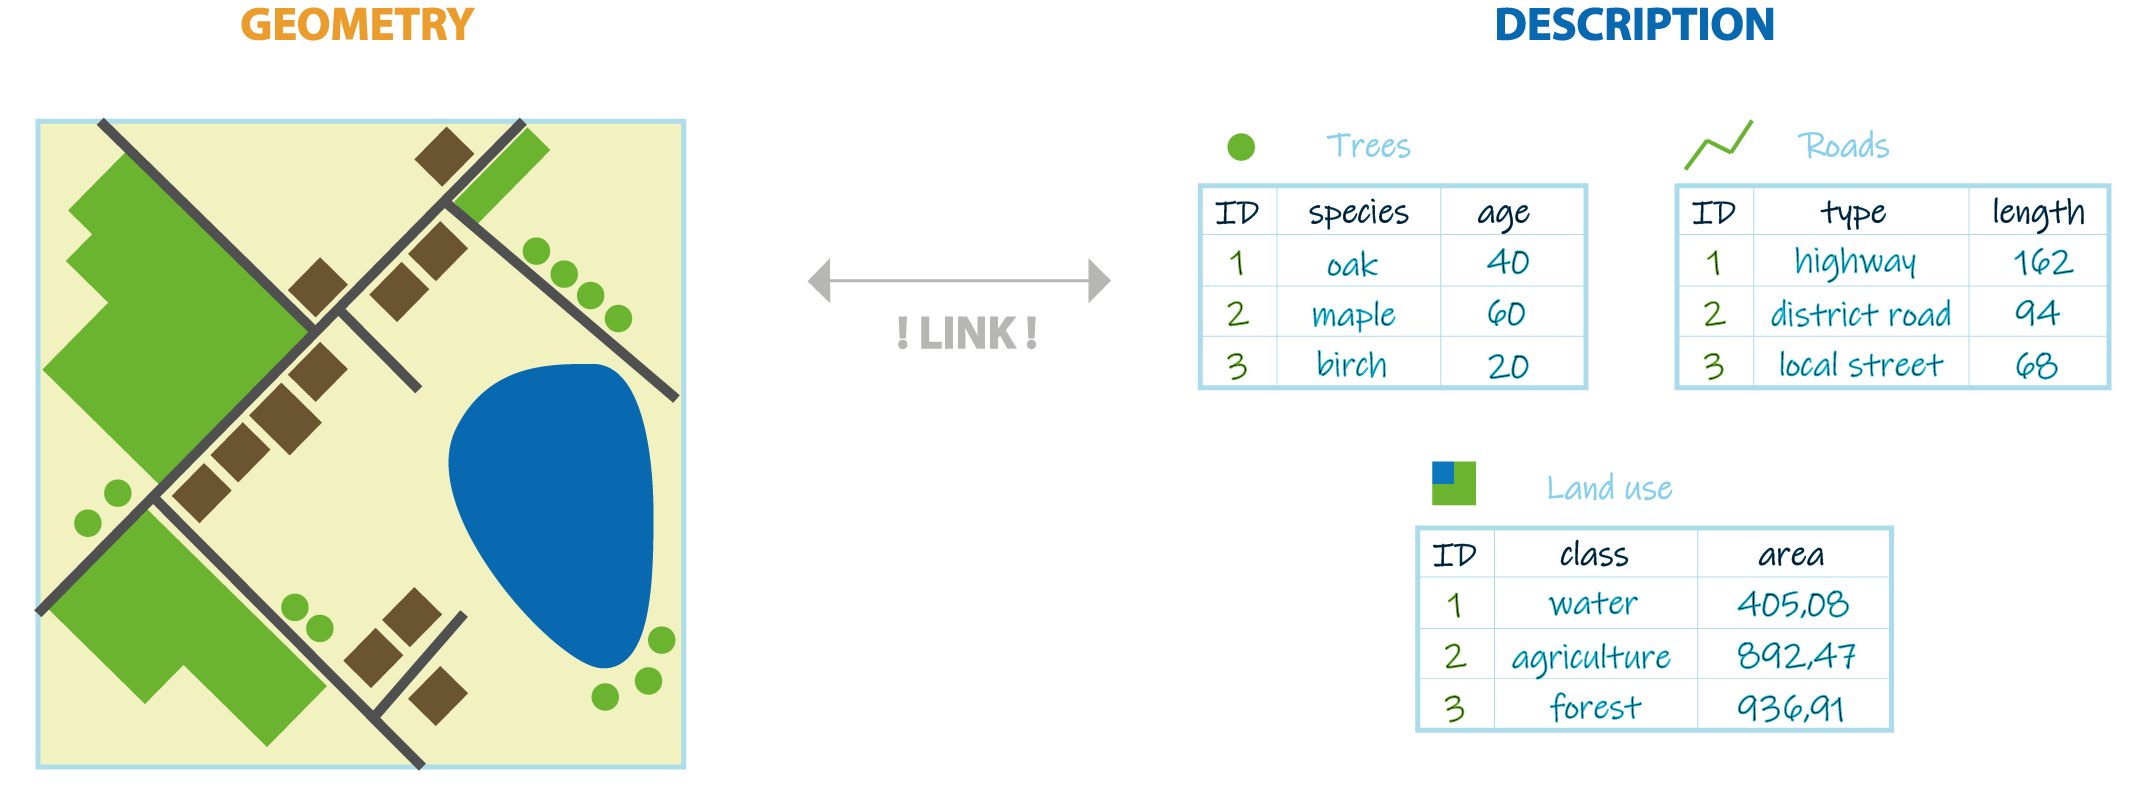 GEOMETRY
DESCRIPTION
! LINK !
Trees
ID species age
1 oak 40
2 maple 60
3 birch 20
Roads
ID type length
1 highway 162
2 district road 94
3 local street 68
Land use
ID class area
1 water 405,08
2 agriculture 892,47
3 forest 936,91